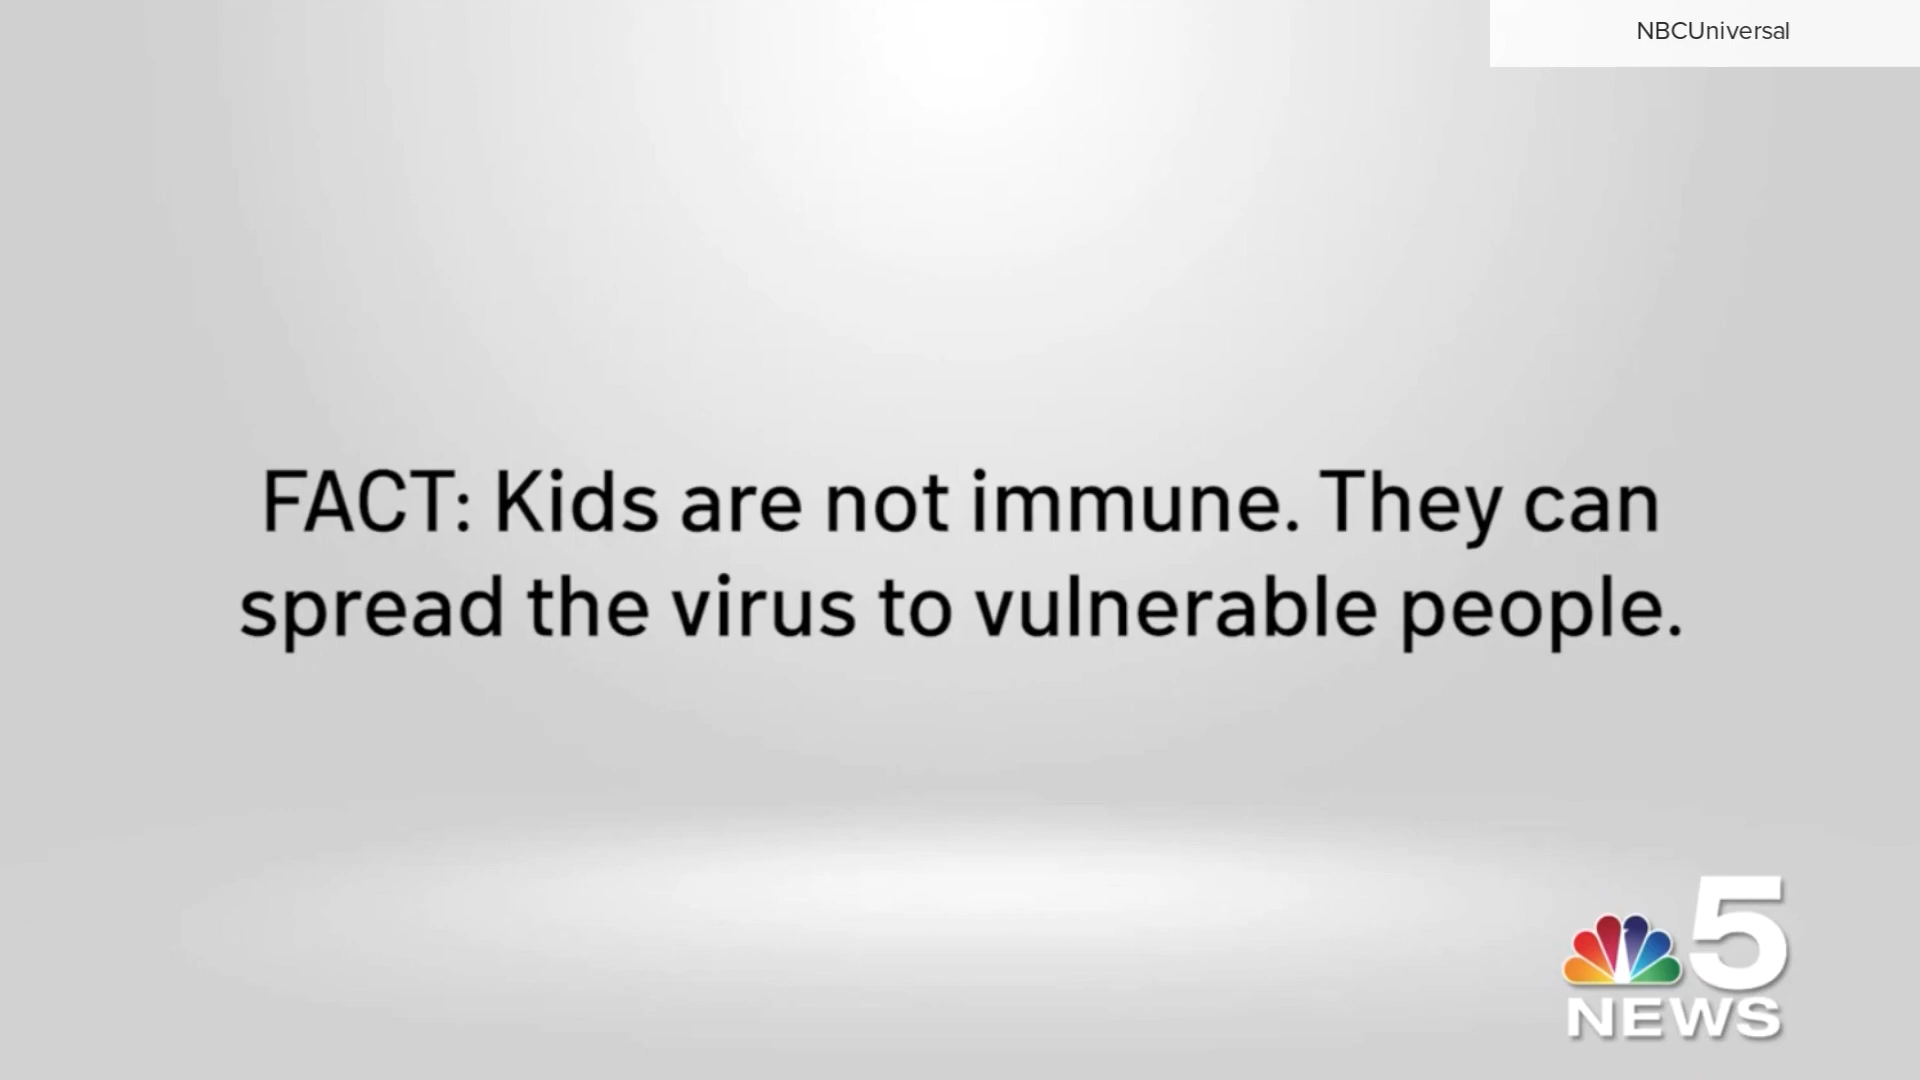 NBCUniversal
FACT: Kids are not immune. They can
spread the virus to vulnerable people.
5
NEWS